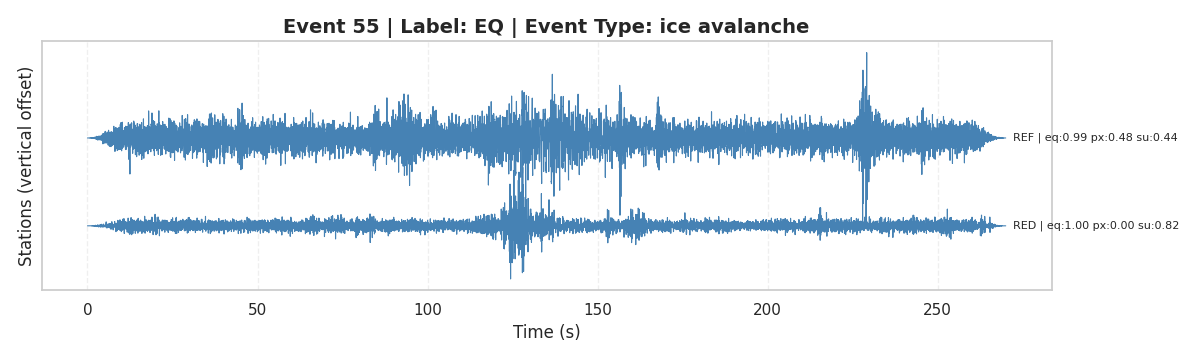 Event 55 | Label: EQ | Event Type: ice avalanche
Stations (vertical offset)
REF | eq:0.99 px:0.48 su:0.44
RED | eq:1.00 px:0.00 su:0.82
0 50 100 150 200 250
Time (s)